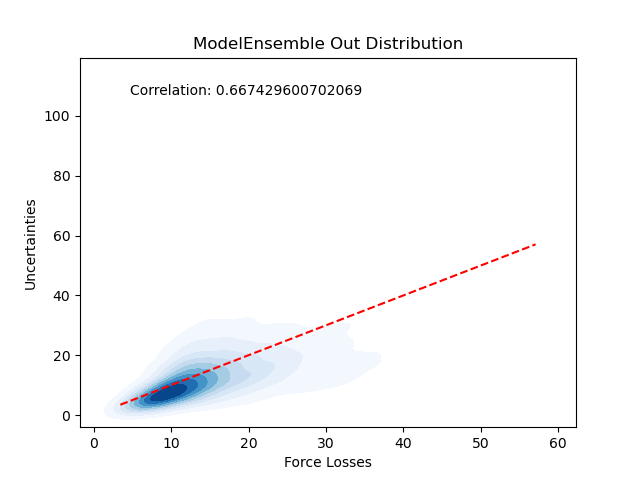 ModelEnsemble Out Distribution
Correlation: 0.667429600702069
100
80
60
40
20
0
Uncertainties
0 10 20 30 40 50 60
Force Losses